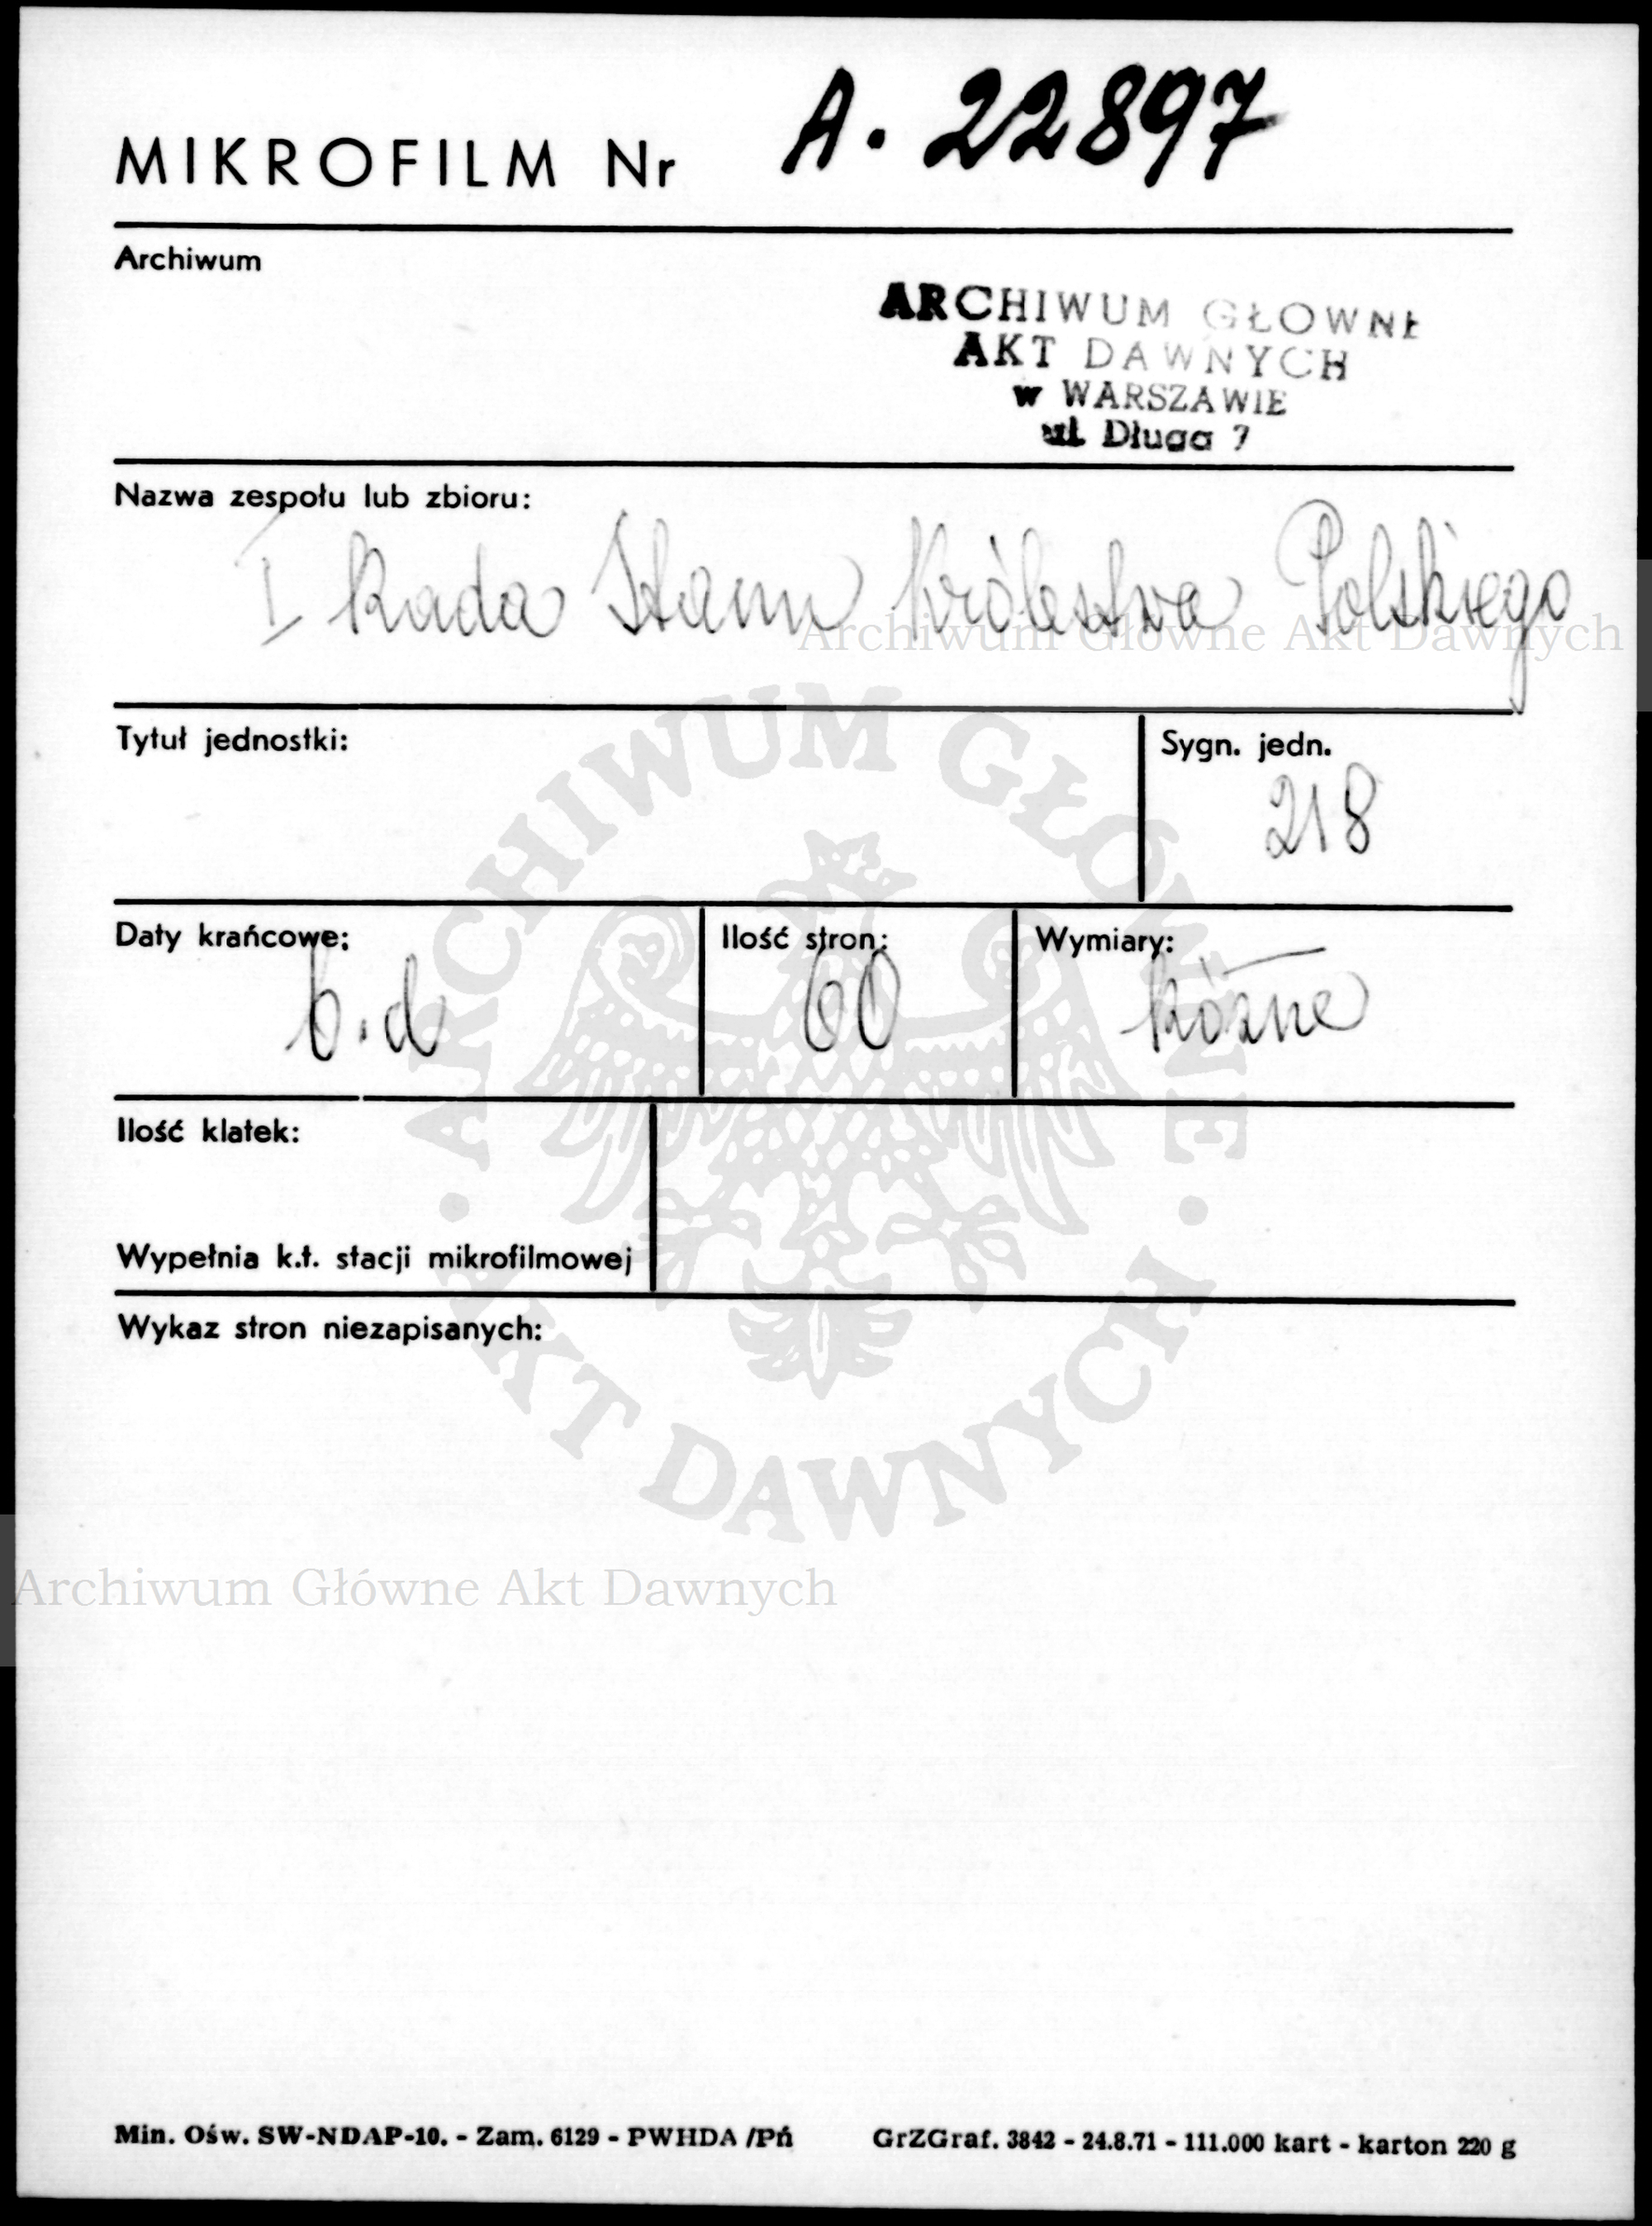 MIKROFILM Nr A. 22897
Archiwum
ARCHIWUM GŁOWNE
AKT DAWNYCH
w WARSZAWIE
ul. Długa 7
Nazwa zespołu lub zbioru:
I Rada Stanu Królestwa Polskiego
Archiwum Główne Akt Dawnych
Tytuł jednostki:
Sygn. jedn.
218
Daty krańcowe:
b.d
Ilość stron:
60
Wymiary:
Różne
Ilość klatek:
Wypełnia k.t. stacji mikrofilmowej
Wykaz stron niezapisanych:
ARCHIWUM GŁÓWNE
AKT DAWNYCH
Archiwum Główne Akt Dawnych
Min. Ośw. SW-NDAP-10. - Zam. 6129 - PWHDA /Pń
GrZGraf. 3842 - 24.8.71 - 111.000 kart - karton 220 g